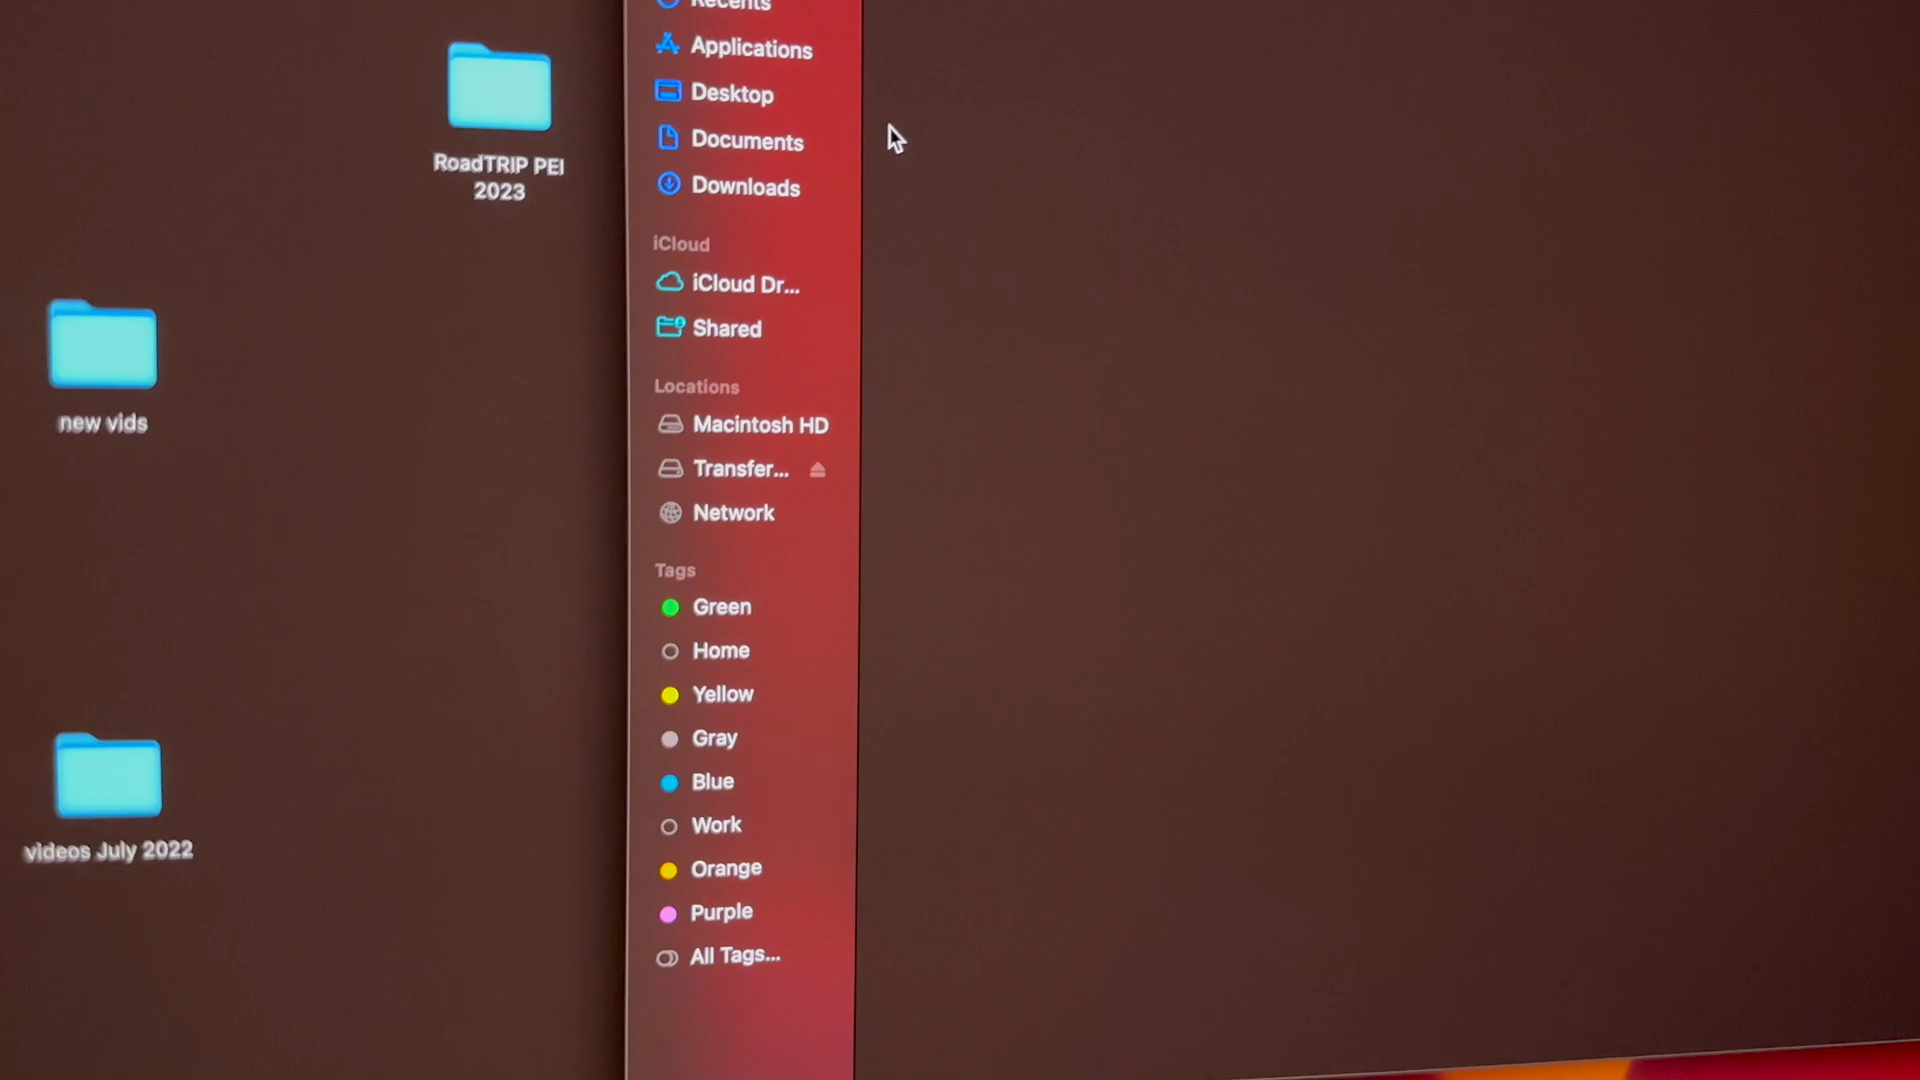 Recents
Applications
Desktop
Documents
Downloads
iCloud
iCloud Dr...
Shared
Locations
Macintosh HD
Transfer...
Network
Tags
Green
Home
Yellow
Gray
Blue
Work
Orange
Purple
All Tags...
RoadTRIP PEI
2023
new vids
videos July 2022